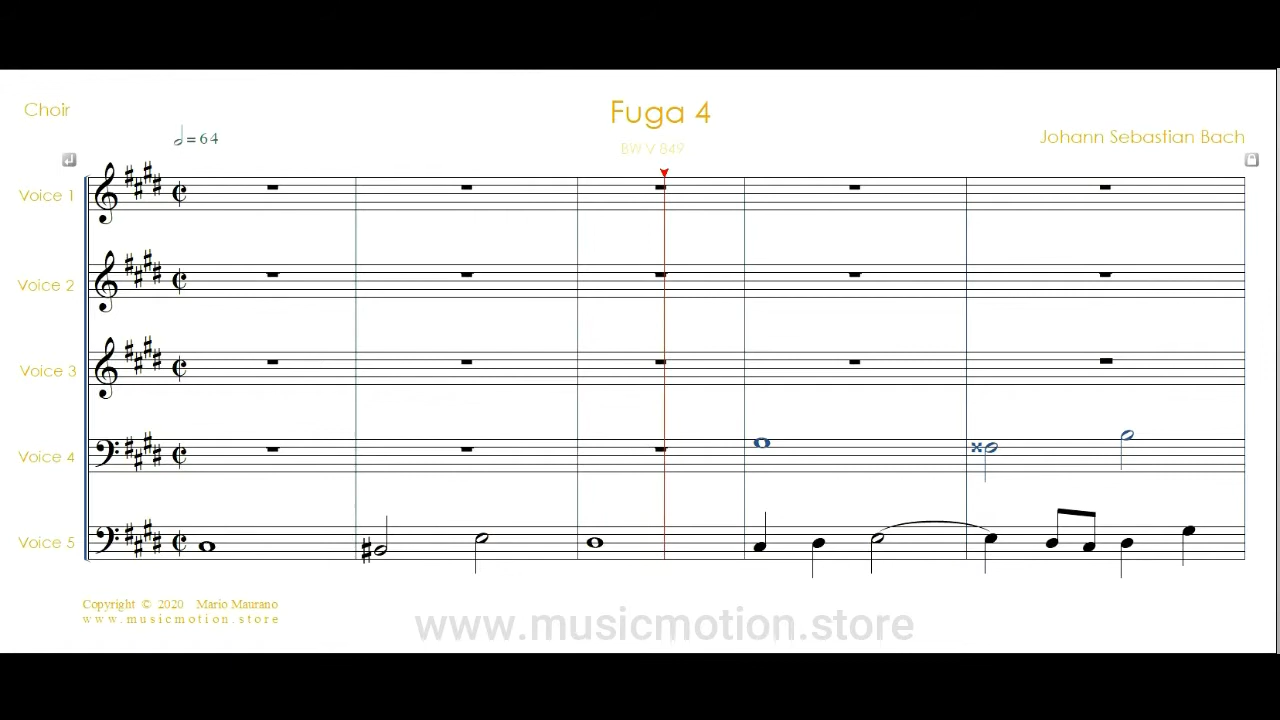 Choir
Fuga 4
= 64
BW V 849
Johann Sebastian Bach
Voice 1
Voice 2
Voice 3
Voice 4
Voice 5
Copyright © 2020 Mario Maurano
www.musicmotion.store
www.musicmotion.store